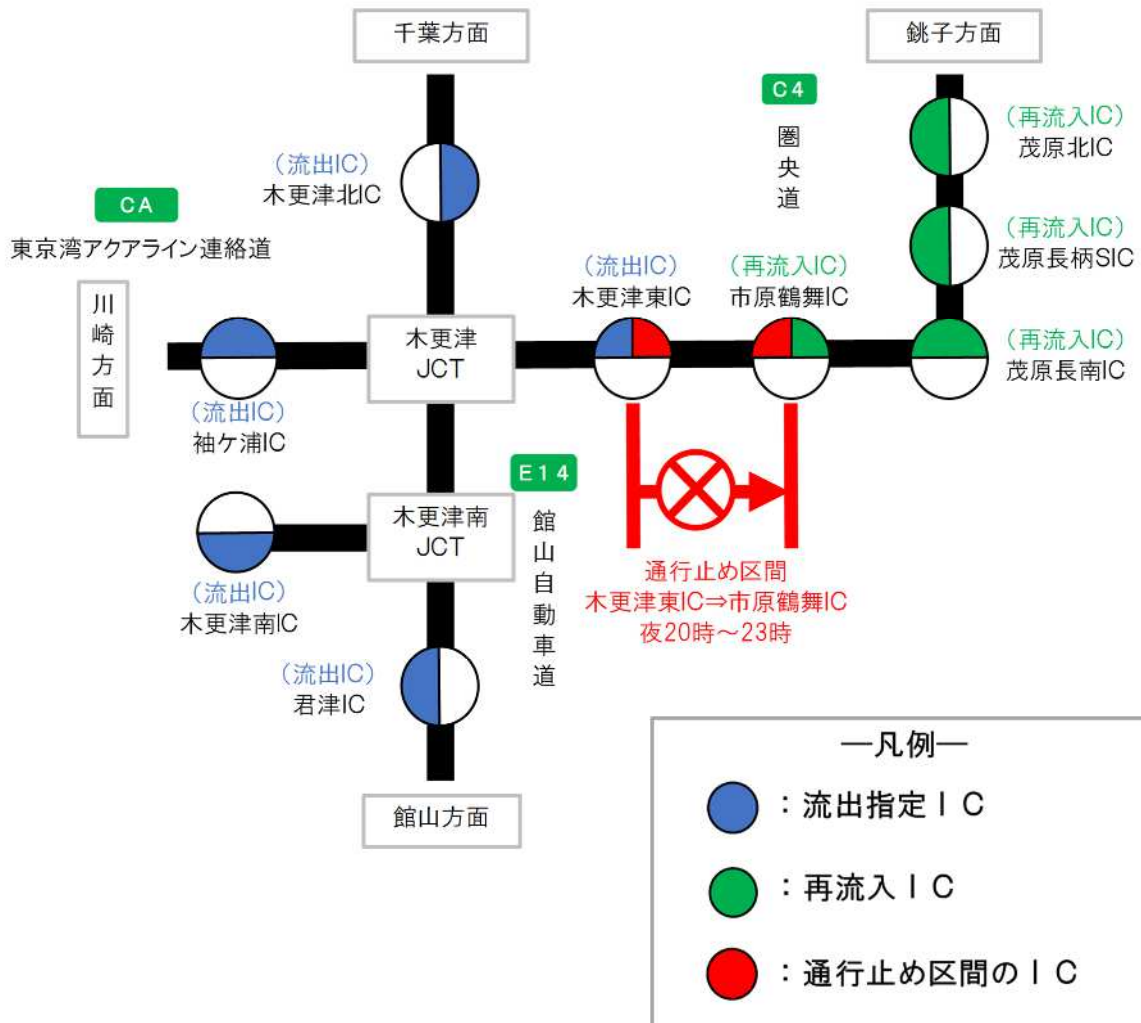 千葉方面
銚子方面
C4
圏央道
(再流入IC)
茂原北IC
(流出IC)
木更津北IC
CA
東京湾アクアライン連絡道
川崎方面
(再流入IC)
茂原長柄SIC
(流出IC)
木更津東IC
(再流入IC)
市原鶴舞IC
木更津
JCT
(再流入IC)
茂原長南IC
(流出IC)
袖ケ浦IC
E14
館山自動車道
木更津南
JCT
(流出IC)
木更津南IC
通行止め区間
木更津東IC⇒市原鶴舞IC
夜20時～23時
(流出IC)
君津IC
館山方面
―凡例―
：流出指定ＩＣ
：再流入ＩＣ
：通行止め区間のＩＣ